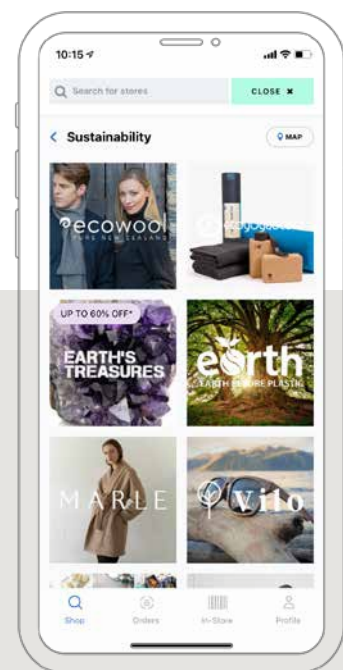 10:15
Search for stores
CLOSE ✖
Sustainability
MAP
ecowool
PURE NEW ZEALAND
UP TO 60% OFF*
EARTH'S
TREASURES
earth
EARTH BEFORE PLASTIC
MARLE
Vilo
Shop
Orders
In-Store
Profile